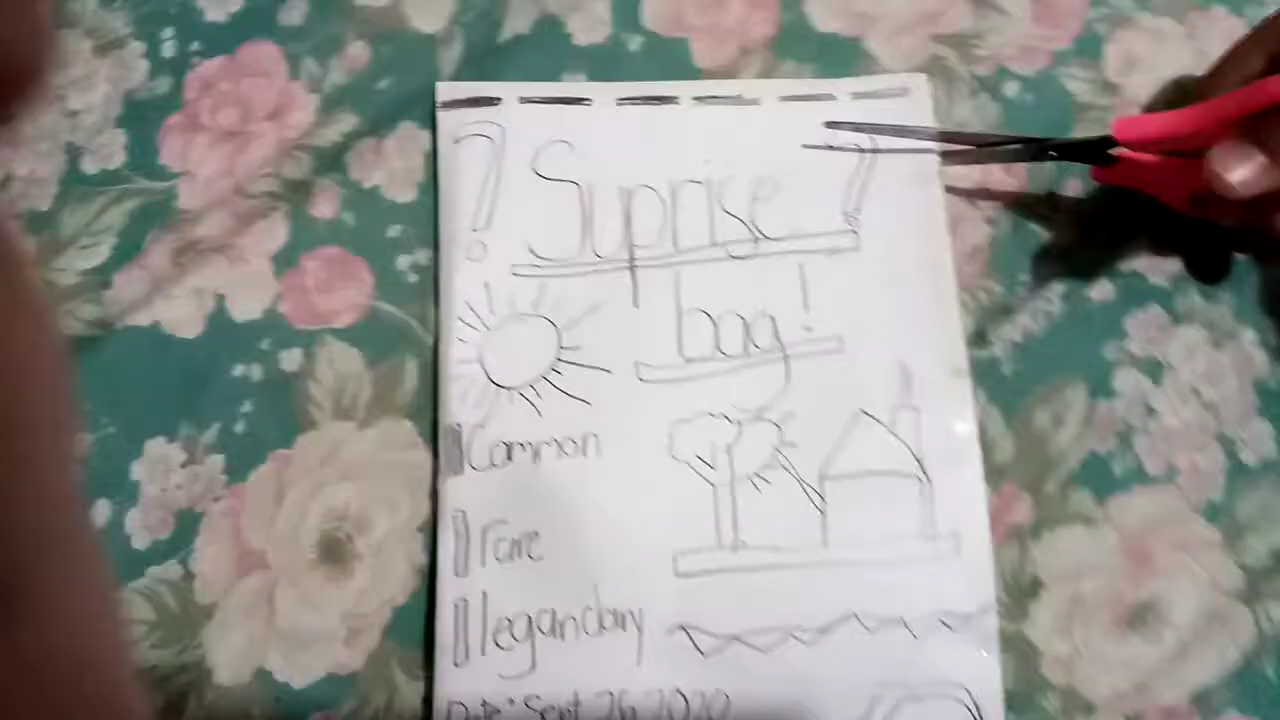 ? Suprise ?
bag!
Common
rare
legandary
Date: Sept 26 2020